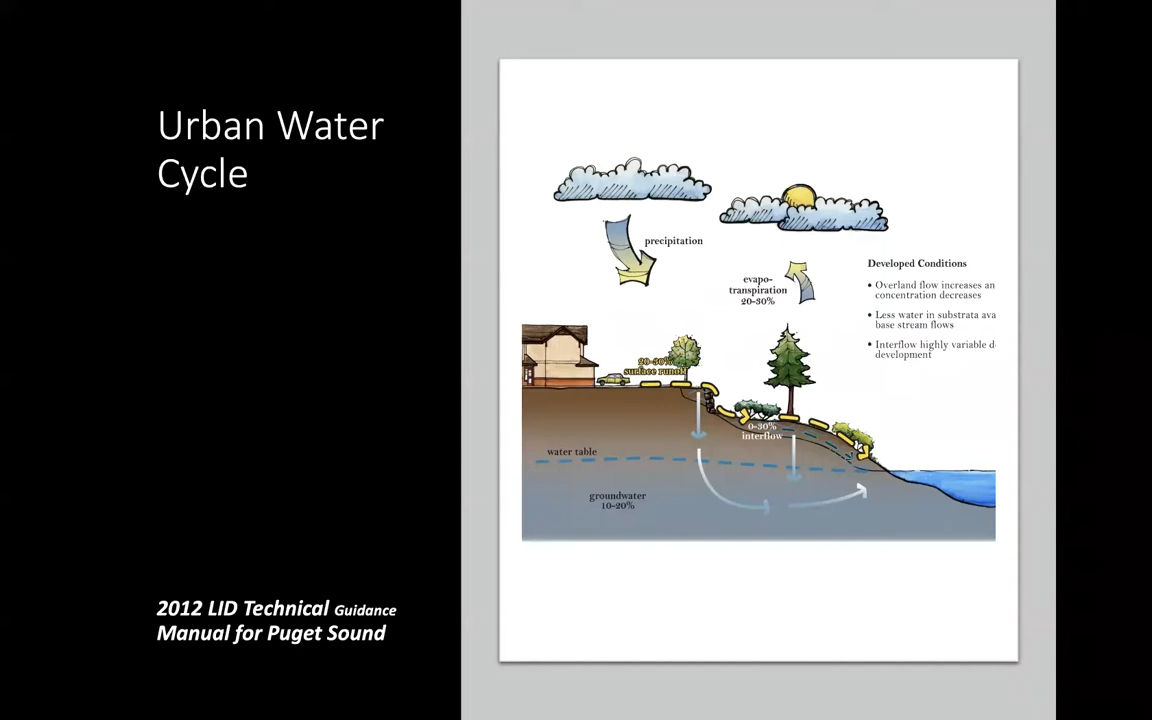 Urban Water
Cycle
precipitation
evapo-
transpiration
20-30%
Developed Conditions
• Overland flow increases an
concentration decreases
• Less water in substrata ava
base stream flows
• Interflow highly variable d
development
20-30%
surface runoff
0-30%
interflow
water table
groundwater
10-20%
2012 LID Technical Guidance
Manual for Puget Sound